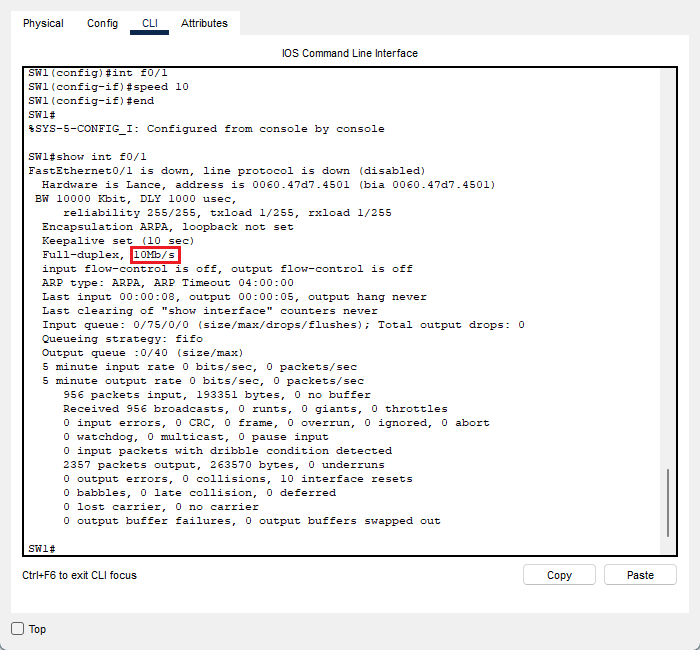 Physical Config CLI Attributes
IOS Command Line Interface
SW1(config)#int f0/1
SW1(config-if)#speed 10
SW1(config-if)#end
SW1#
%SYS-5-CONFIG_I: Configured from console by console
SW1#show int f0/1
FastEthernet0/1 is down, line protocol is down (disabled)
Hardware is Lance, address is 0060.47d7.4501 (bia 0060.47d7.4501)
BW 10000 Kbit, DLY 1000 usec,
reliability 255/255, txload 1/255, rxload 1/255
Encapsulation ARPA, loopback not set
Keepalive set (10 sec)
Full-duplex, 10Mb/s
input flow-control is off, output flow-control is off
ARP type: ARPA, ARP Timeout 04:00:00
Last input 00:00:08, output 00:00:05, output hang never
Last clearing of "show interface" counters never
Input queue: 0/75/0/0 (size/max/drops/flushes); Total output drops: 0
Queueing strategy: fifo
Output queue :0/40 (size/max)
5 minute input rate 0 bits/sec, 0 packets/sec
5 minute output rate 0 bits/sec, 0 packets/sec
956 packets input, 193351 bytes, 0 no buffer
Received 956 broadcasts, 0 runts, 0 giants, 0 throttles
0 input errors, 0 CRC, 0 frame, 0 overrun, 0 ignored, 0 abort
0 watchdog, 0 multicast, 0 pause input
0 input packets with dribble condition detected
2357 packets output, 263570 bytes, 0 underruns
0 output errors, 0 collisions, 10 interface resets
0 babbles, 0 late collision, 0 deferred
0 lost carrier, 0 no carrier
0 output buffer failures, 0 output buffers swapped out
SW1#
Ctrl+F6 to exit CLI focus Copy Paste
Top